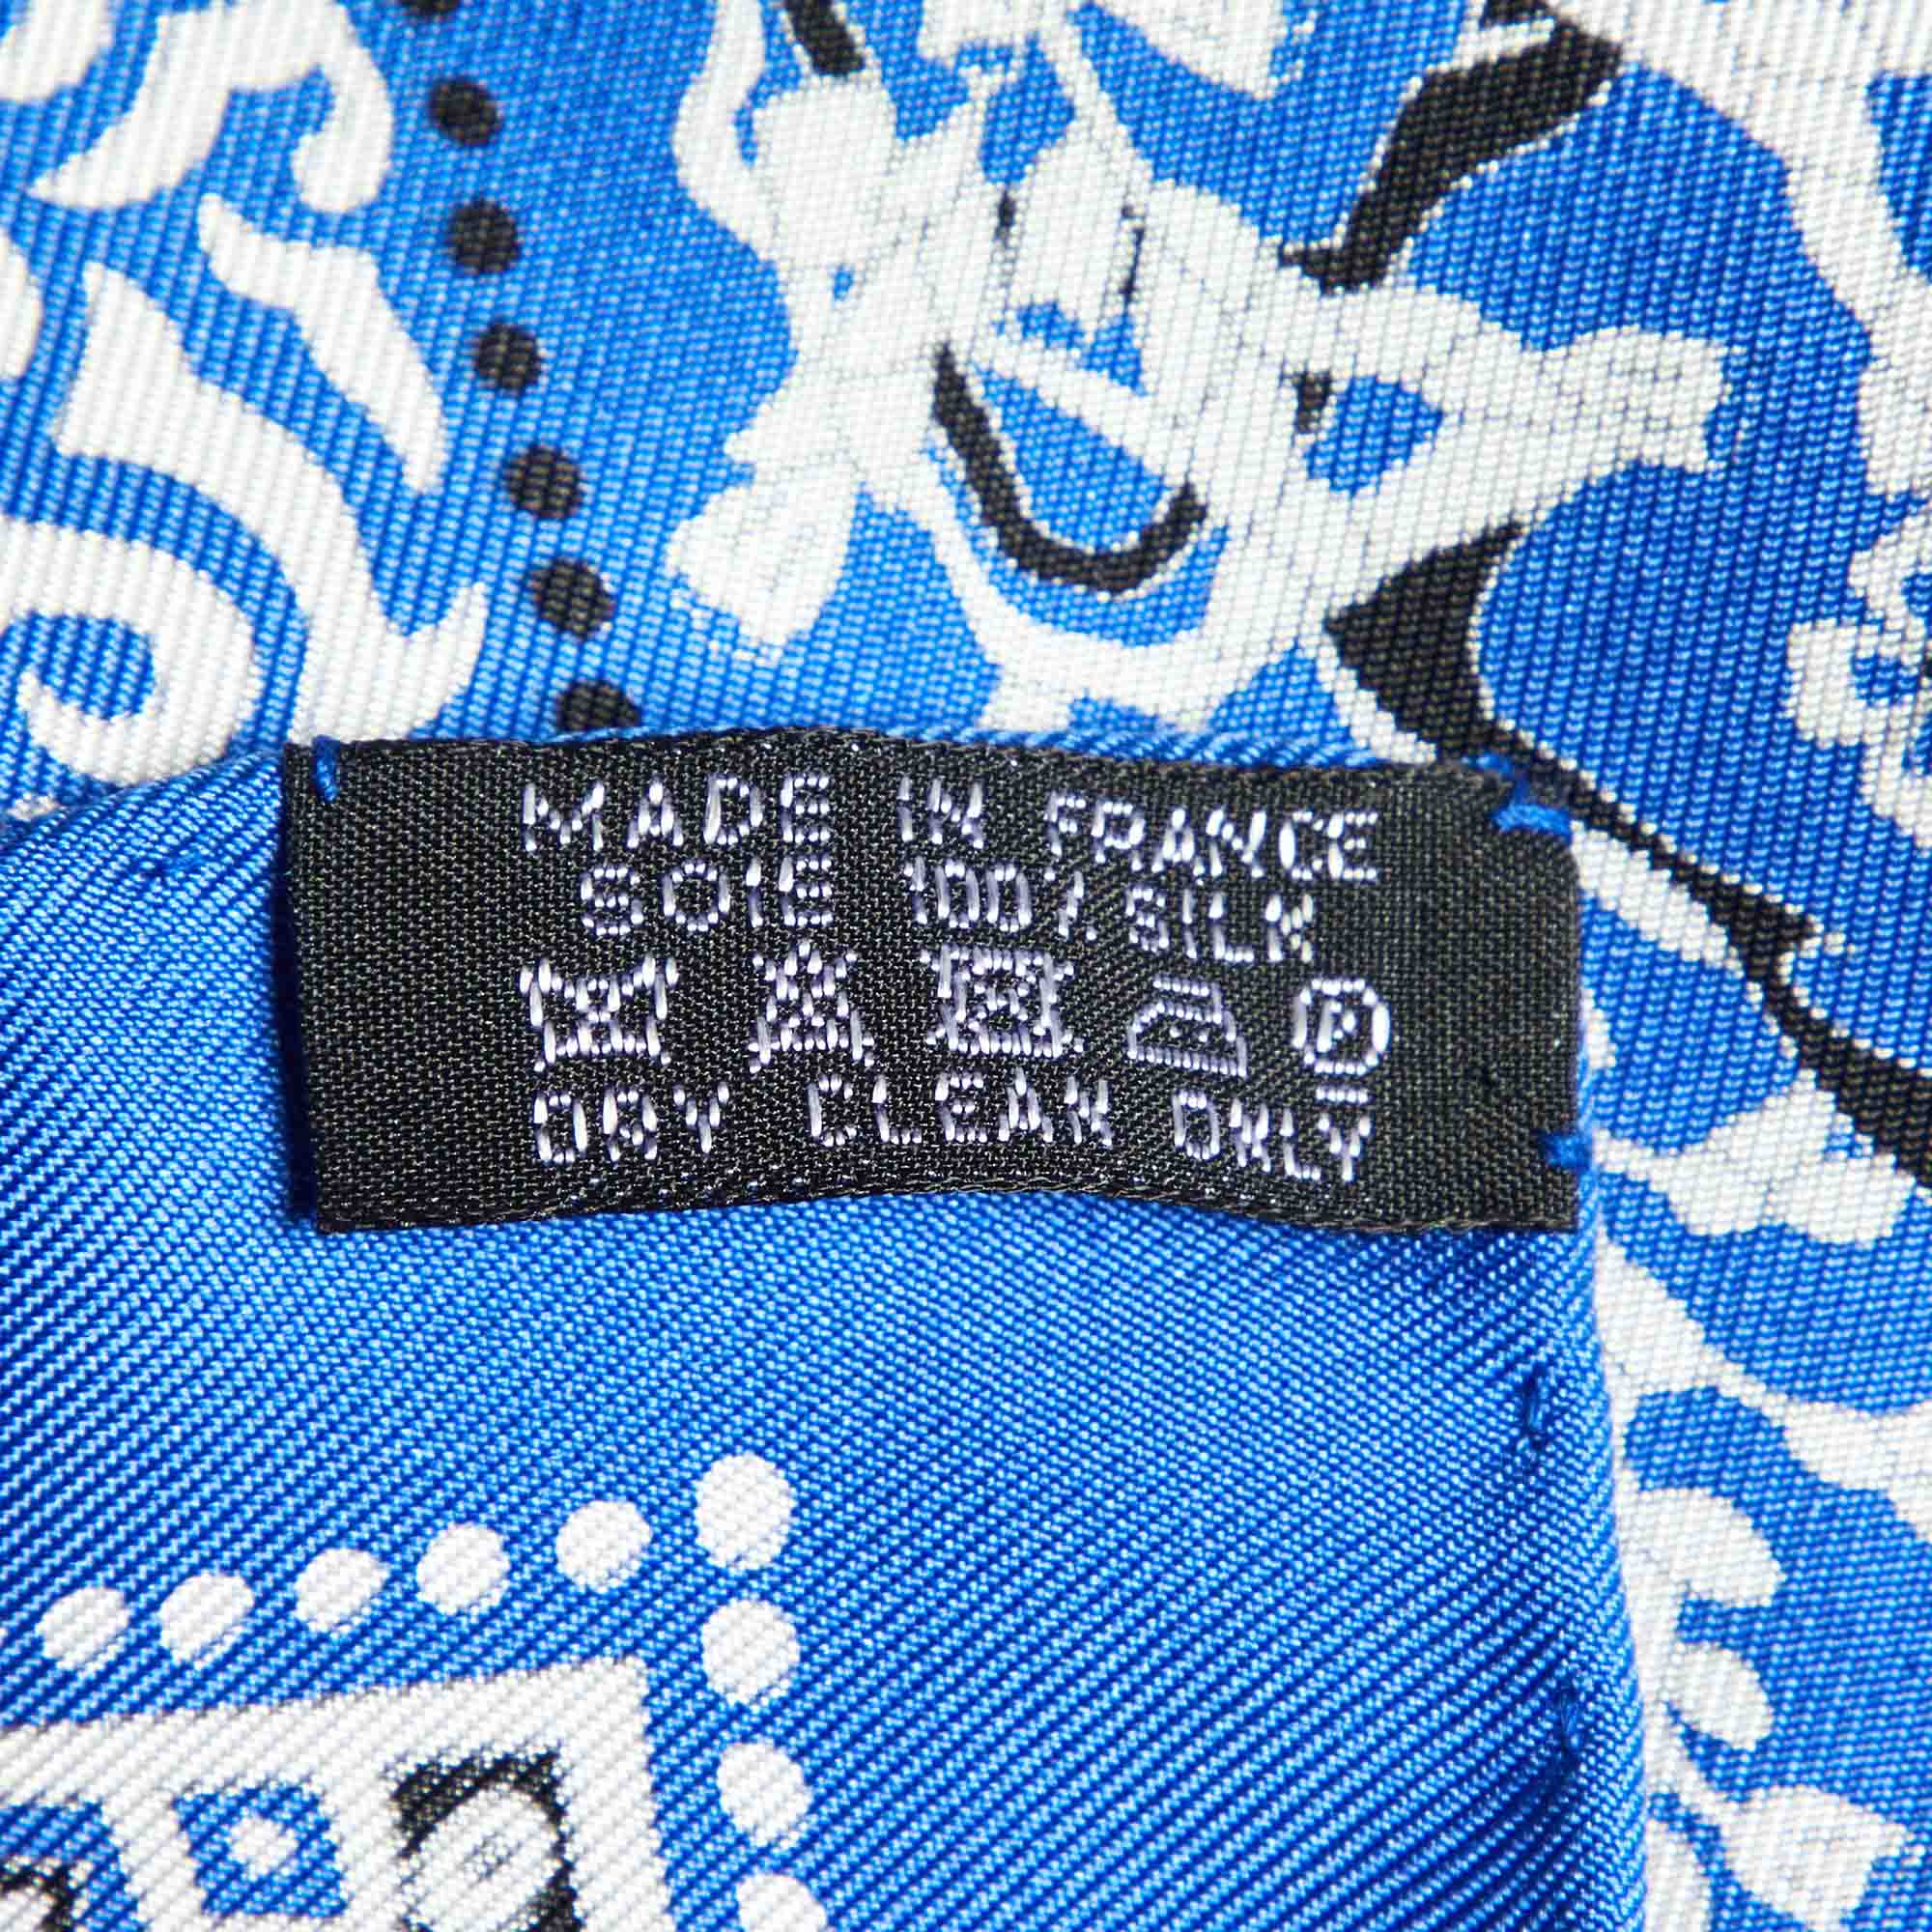 MADE IN FRANCE
SOIE 100% SILK
P
DRY CLEAN ONLY